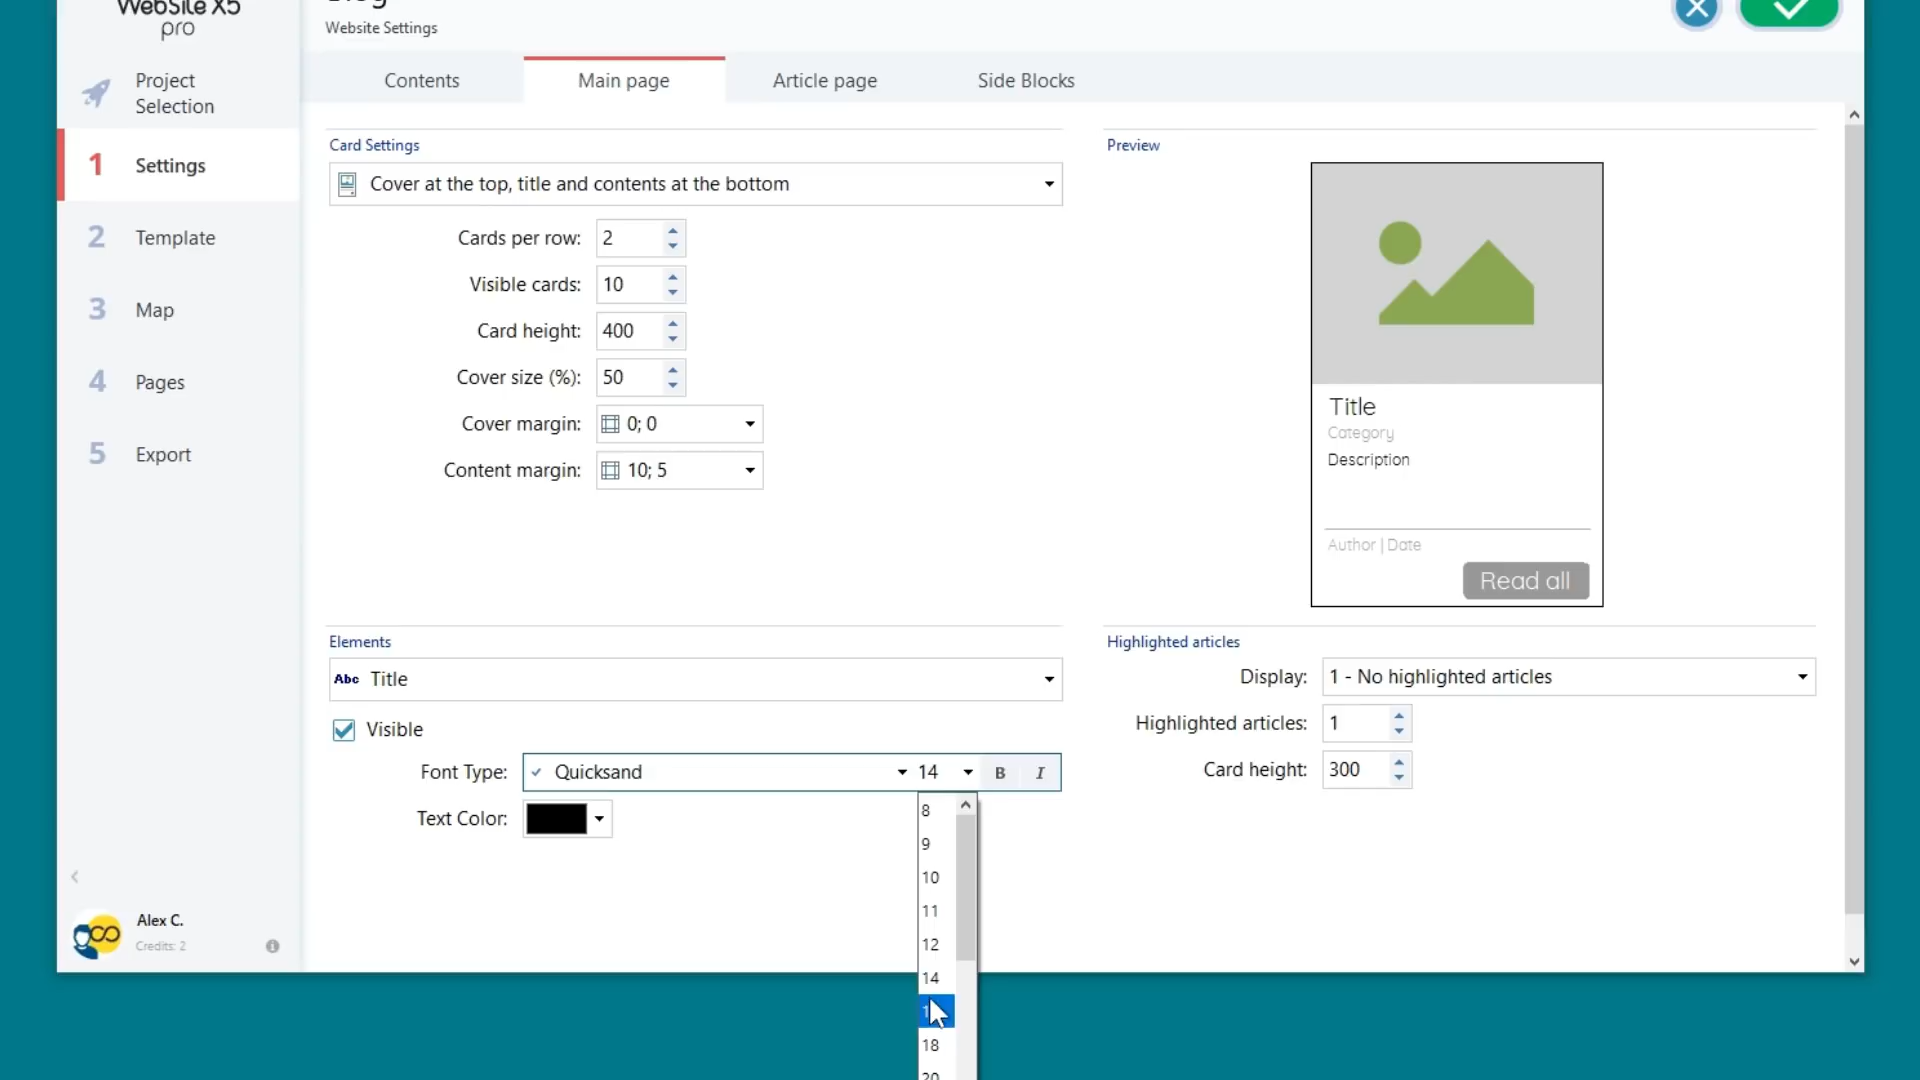 WebSite X5
pro
Website Settings
Project
Selection
1 Settings
2 Template
3 Map
4 Pages
5 Export
Alex C.
Credits: 2
Contents
Main page
Article page
Side Blocks
Card Settings
Cover at the top, title and contents at the bottom
Cards per row: 2
Visible cards: 10
Card height: 400
Cover size (%): 50
Cover margin: 0; 0
Content margin: 10; 5
Preview
Title
Category
Description
Author | Date
Read all
Elements
Abc Title
Visible
Font Type: Quicksand 14 B I
Text Color:
8
9
10
11
12
14
18
20
Highlighted articles
Display: 1 - No highlighted articles
Highlighted articles: 1
Card height: 300